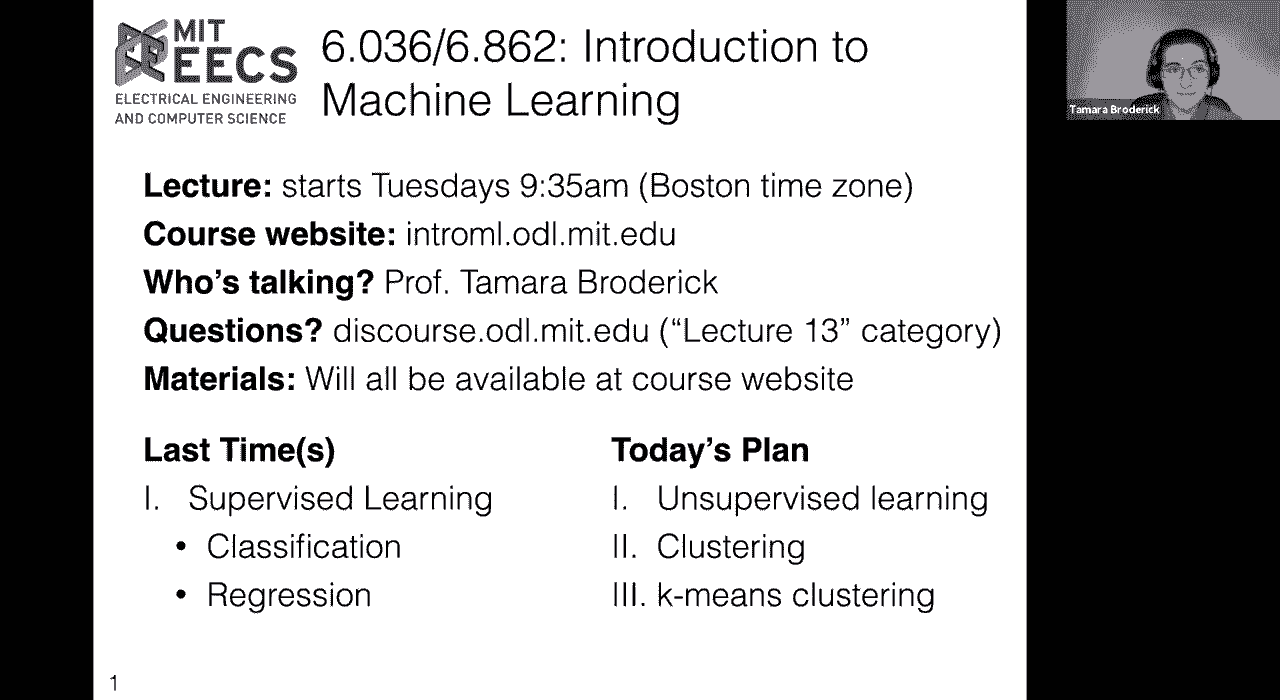 MIT
EECS
ELECTRICAL ENGINEERING
AND COMPUTER SCIENCE
6.036/6.862: Introduction to
Machine Learning
Tamara Broderick
Lecture: starts Tuesdays 9:35am (Boston time zone)
Course website: introml.odl.mit.edu
Who's talking? Prof. Tamara Broderick
Questions? discourse.odl.mit.edu (“Lecture 13” category)
Materials: Will all be available at course website
Last Time(s)
I. Supervised Learning
• Classification
• Regression
Today's Plan
I. Unsupervised learning
II. Clustering
III. k-means clustering
1